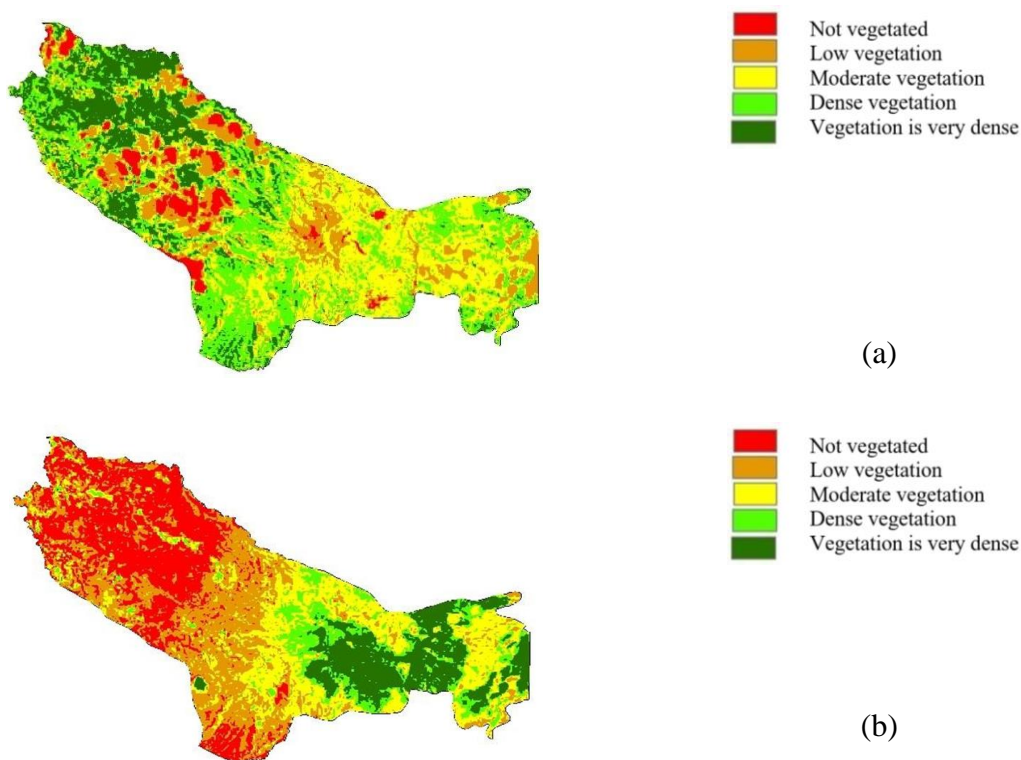 Not vegetated
Low vegetation
Moderate vegetation
Dense vegetation
Vegetation is very dense
(a)
Not vegetated
Low vegetation
Moderate vegetation
Dense vegetation
Vegetation is very dense
(b)